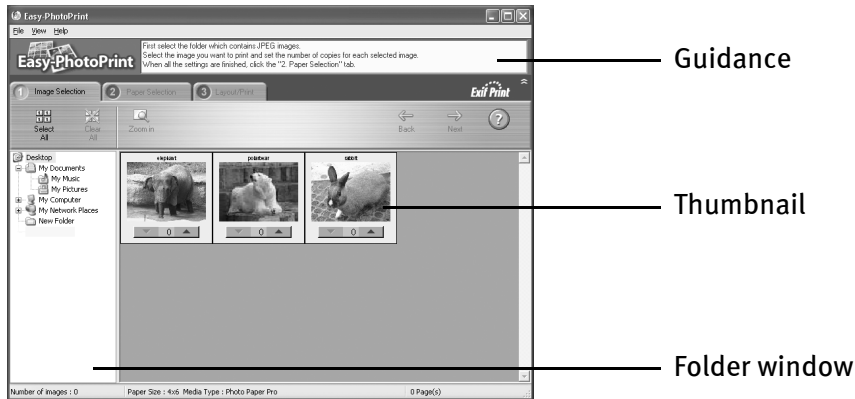 Easy-PhotoPrint
File View Help
Easy-PhotoPrint
First select the folder which contains JPEG images.
Select the image you want to print and set the number of copies for each selected image.
When all the settings are finished, click the "2. Paper Selection" tab.
Guidance
1 Image Selection 2 Paper Selection 3 Layout/Print Exif Print
Select All
Clear All
Zoom in
Back
Next
?
Desktop
My Documents
My Music
My Pictures
My Computer
My Network Places
New Folder
elephant
polarbear
rabbit
0
0
0
Thumbnail
Folder window
Number of images : 0
Paper Size : 4x6 Media Type : Photo Paper Pro
0 Page(s)